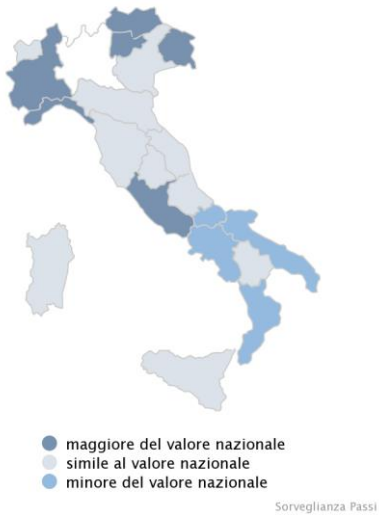 maggiore del valore nazionale
simile al valore nazionale
minore del valore nazionale
Sorveglianza Passi